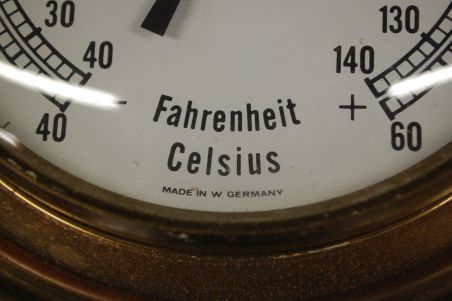 30
130
40
140
40
-
+
60
Fahrenheit
Celsius
MADE IN W. GERMANY